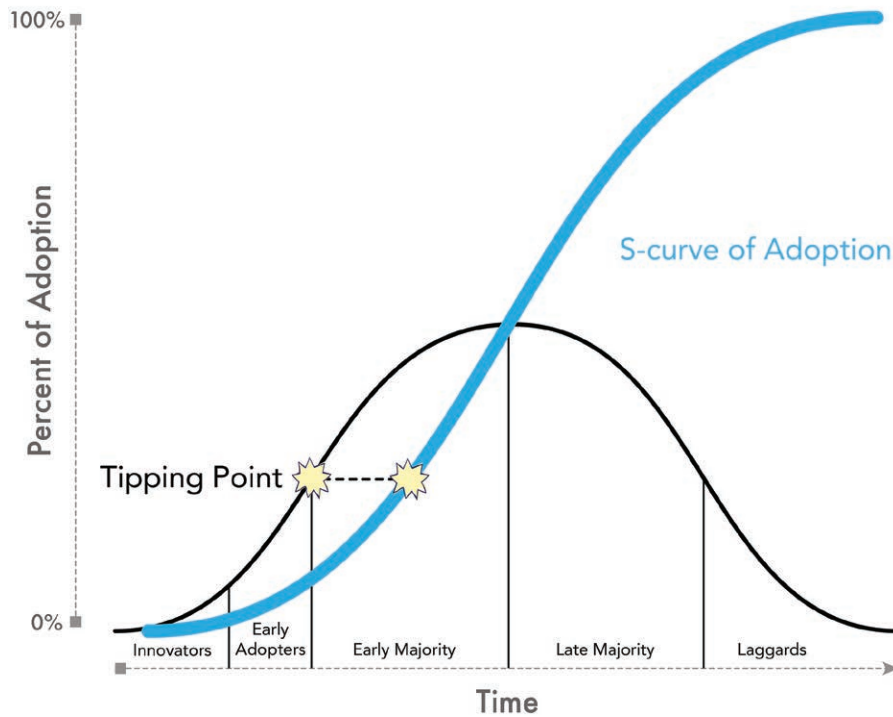 100%
Percent of Adoption
S-curve of Adoption
Tipping Point
0%
Innovators
Early
Adopters
Early Majority
Late Majority
Laggards
Time